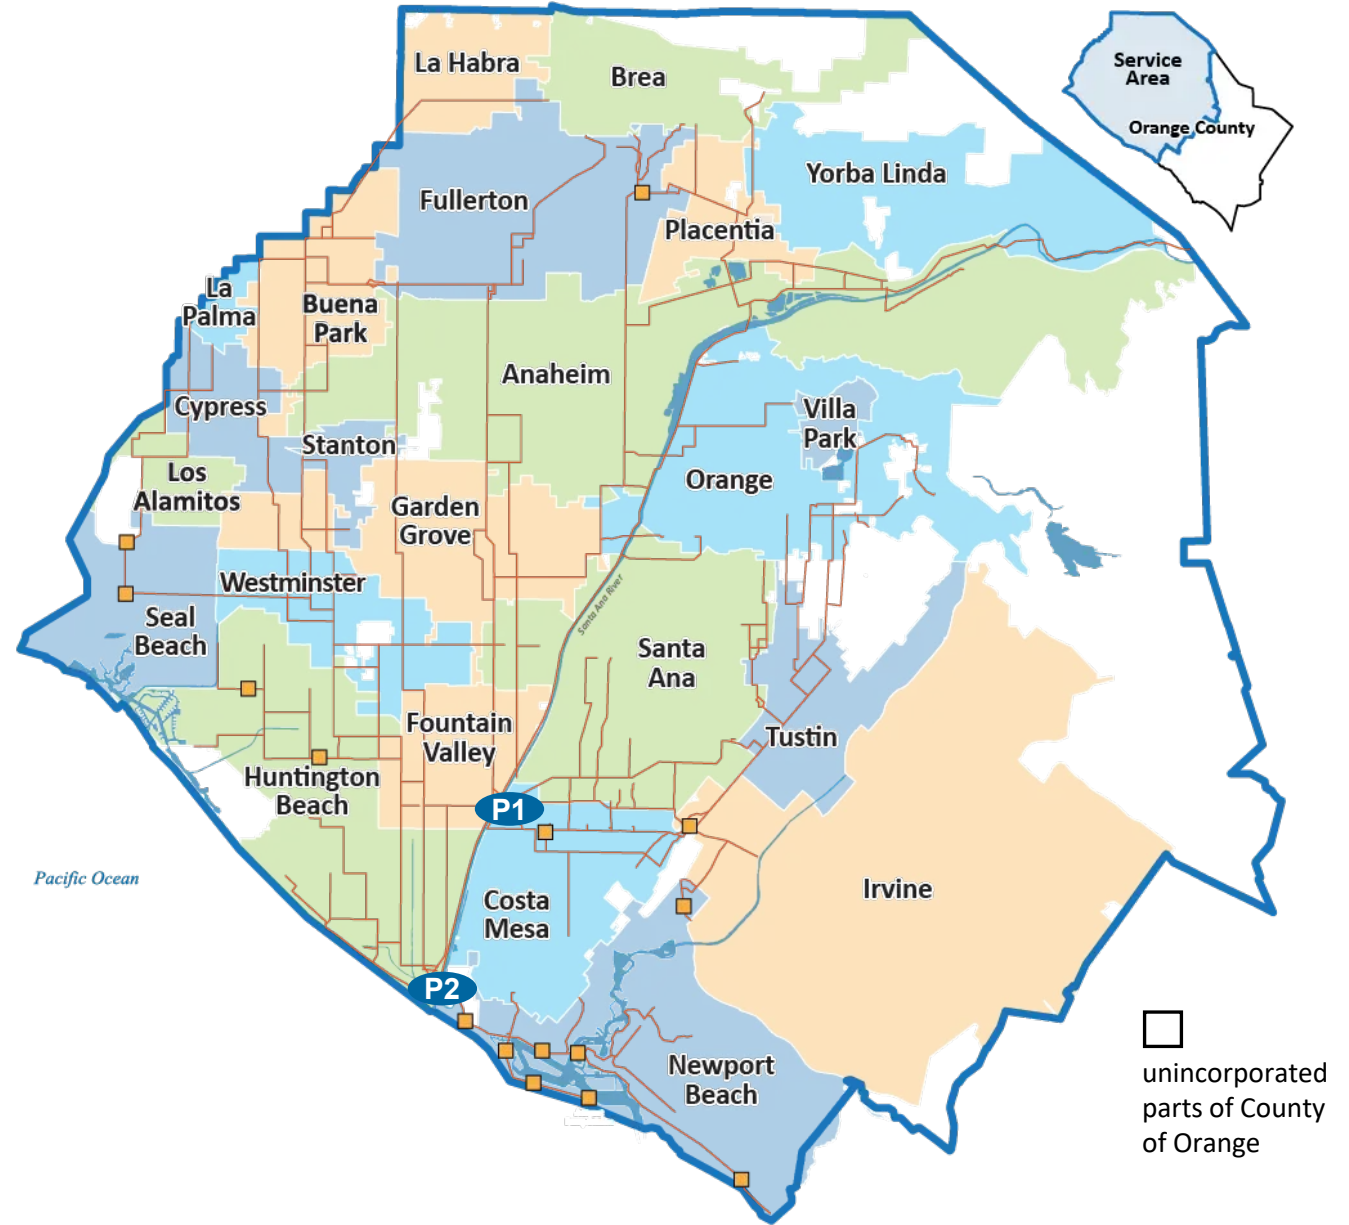 La Habra
Brea
Service
Area
Orange County
Yorba Linda
Fullerton
Placentia
La
Palma
Buena
Park
Anaheim
Cypress
Villa
Park
Stanton
Los
Alamitos
Orange
Garden
Grove
Westminster
Santa Ana River
Seal
Beach
Santa
Ana
Fountain
Valley
Tustin
Huntington
Beach
P1
Pacific Ocean
Irvine
Costa
Mesa
P2
Newport
Beach
unincorporated
parts of County
of Orange